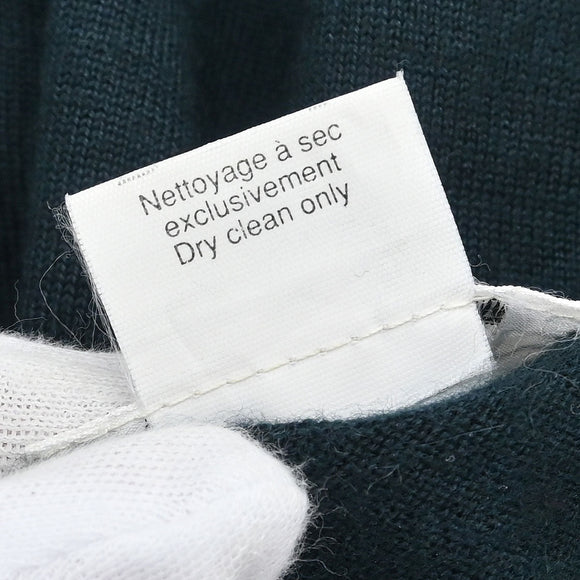 Nettoyage à sec
exclusivement
Dry clean only